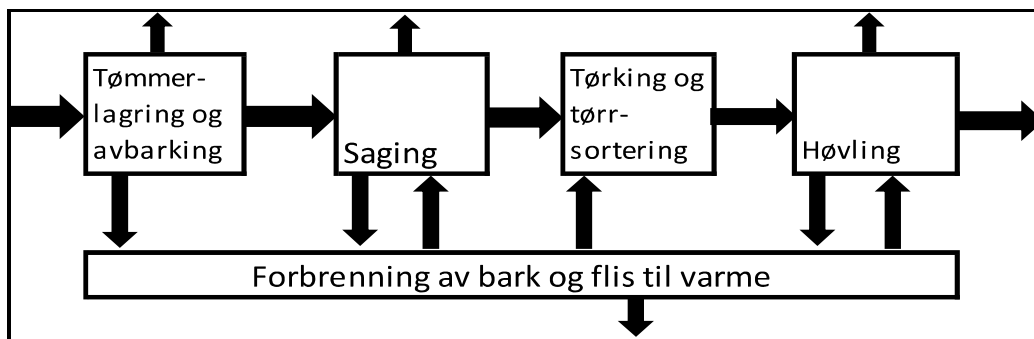 Tømmer-
lagring og
avbarking
Saging
Tørking og
tørr-
sortering
Høvling
Forbrenning av bark og flis til varme